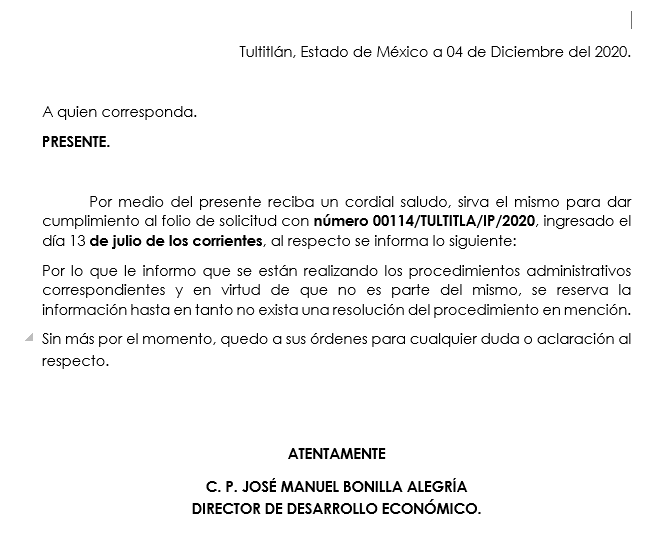 Tultitlán, Estado de México a 04 de Diciembre del 2020.
A quien corresponda.
PRESENTE.
Por medio del presente reciba un cordial saludo, sirva el mismo para dar
cumplimiento al folio de solicitud con número 00114/TULTITLA/IP/2020, ingresado el
día 13 de julio de los corrientes, al respecto se informa lo siguiente:
Por lo que le informo que se están realizando los procedimientos administrativos
correspondientes y en virtud de que no es parte del mismo, se reserva la
información hasta en tanto no exista una resolución del procedimiento en mención.
Sin más por el momento, quedo a sus órdenes para cualquier duda o aclaración al
respecto.
ATENTAMENTE
C. P. JOSÉ MANUEL BONILLA ALEGRÍA
DIRECTOR DE DESARROLLO ECONÓMICO.